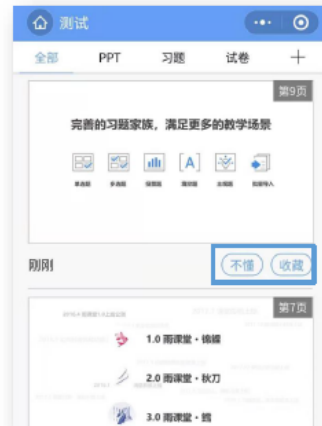 测试
全部 PPT 习题 试卷
第9页
完善的习题家族，满足更多的教学场景
[A]
单选题 多选题 投票题 填空题 主观题 批量导入
刚刚 不懂 收藏
第7页
1.0 雨课堂·锦鲤
2.0 雨课堂·秋刀
3.0 雨课堂·鳕